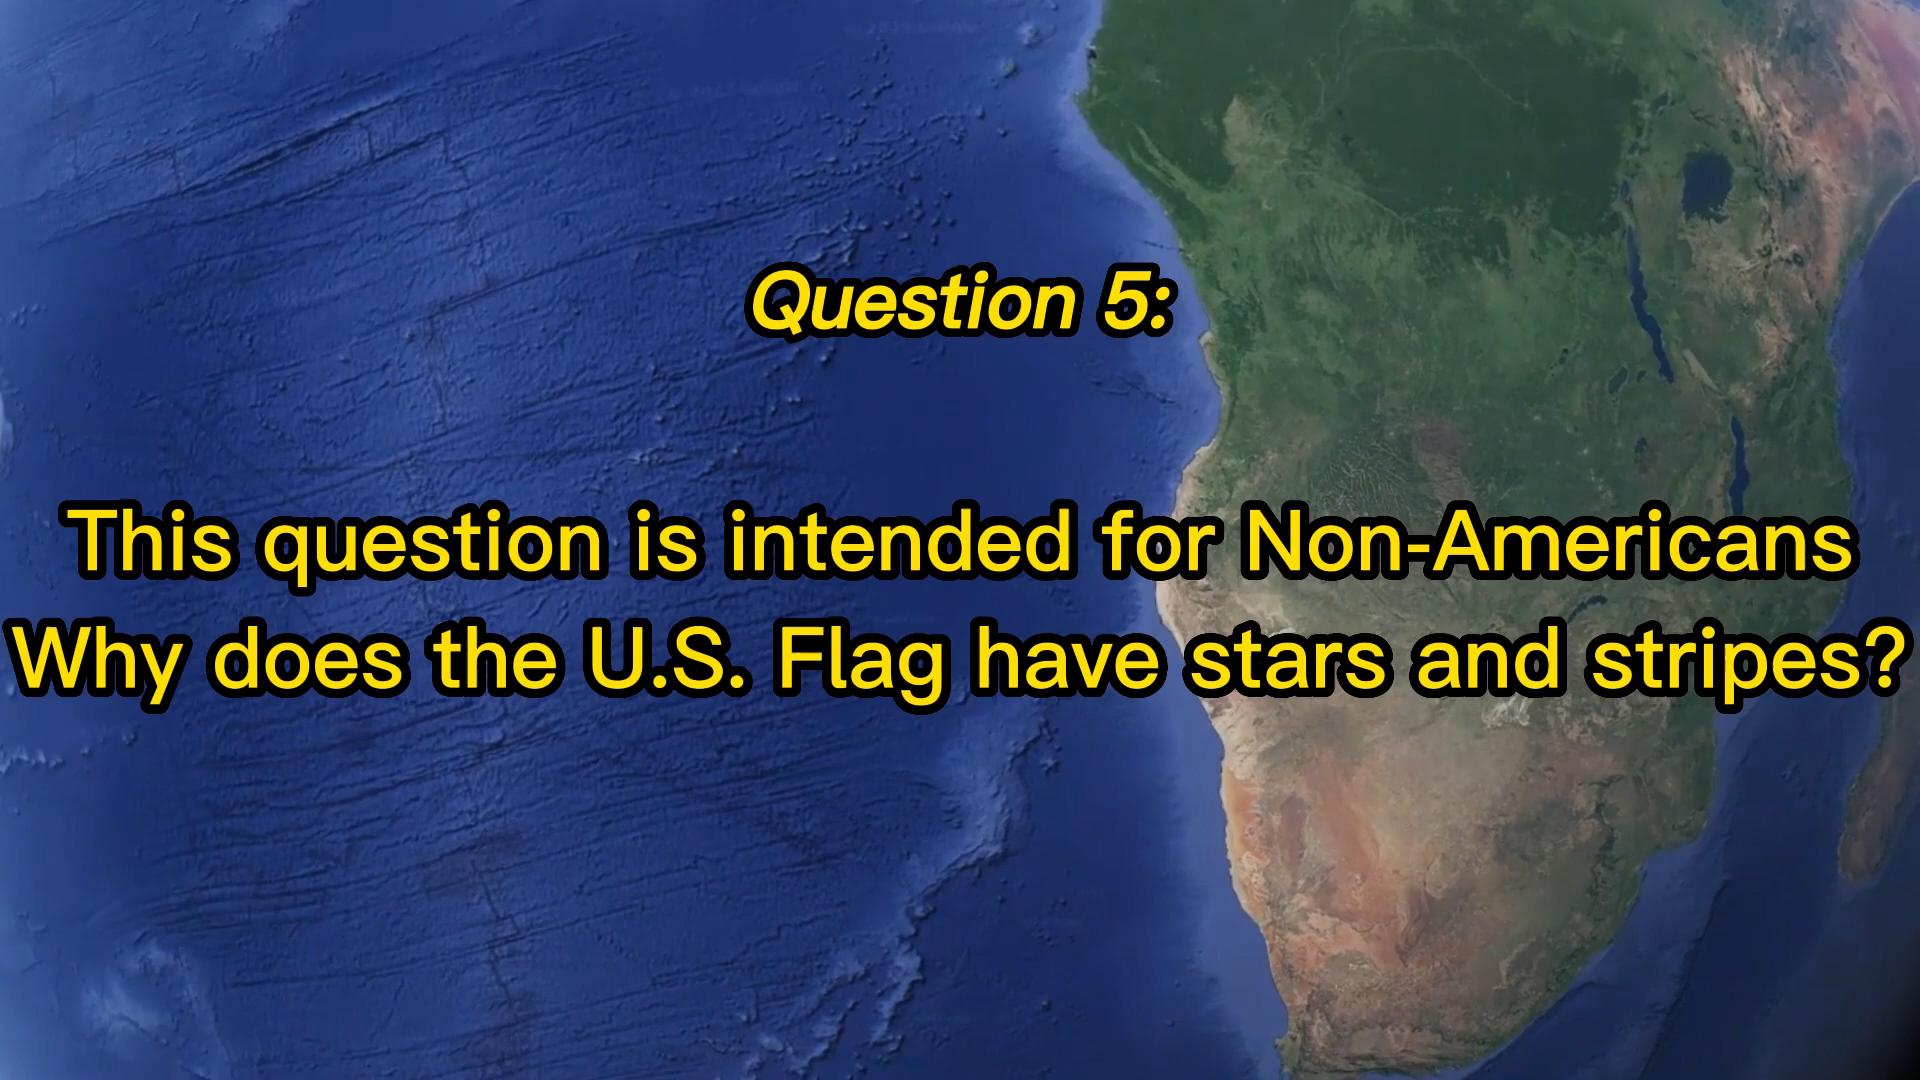 Question 5:
This question is intended for Non-Americans
Why does the U.S. Flag have stars and stripes?